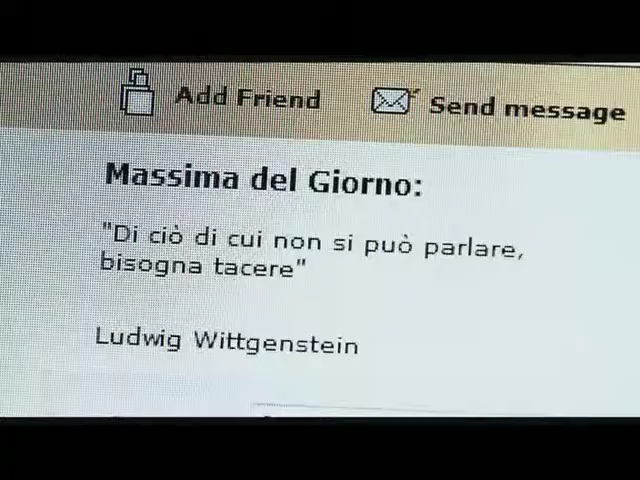 Add Friend Send message
Massima del Giorno:
"Di ciò di cui non si può parlare,
bisogna tacere"
Ludwig Wittgenstein